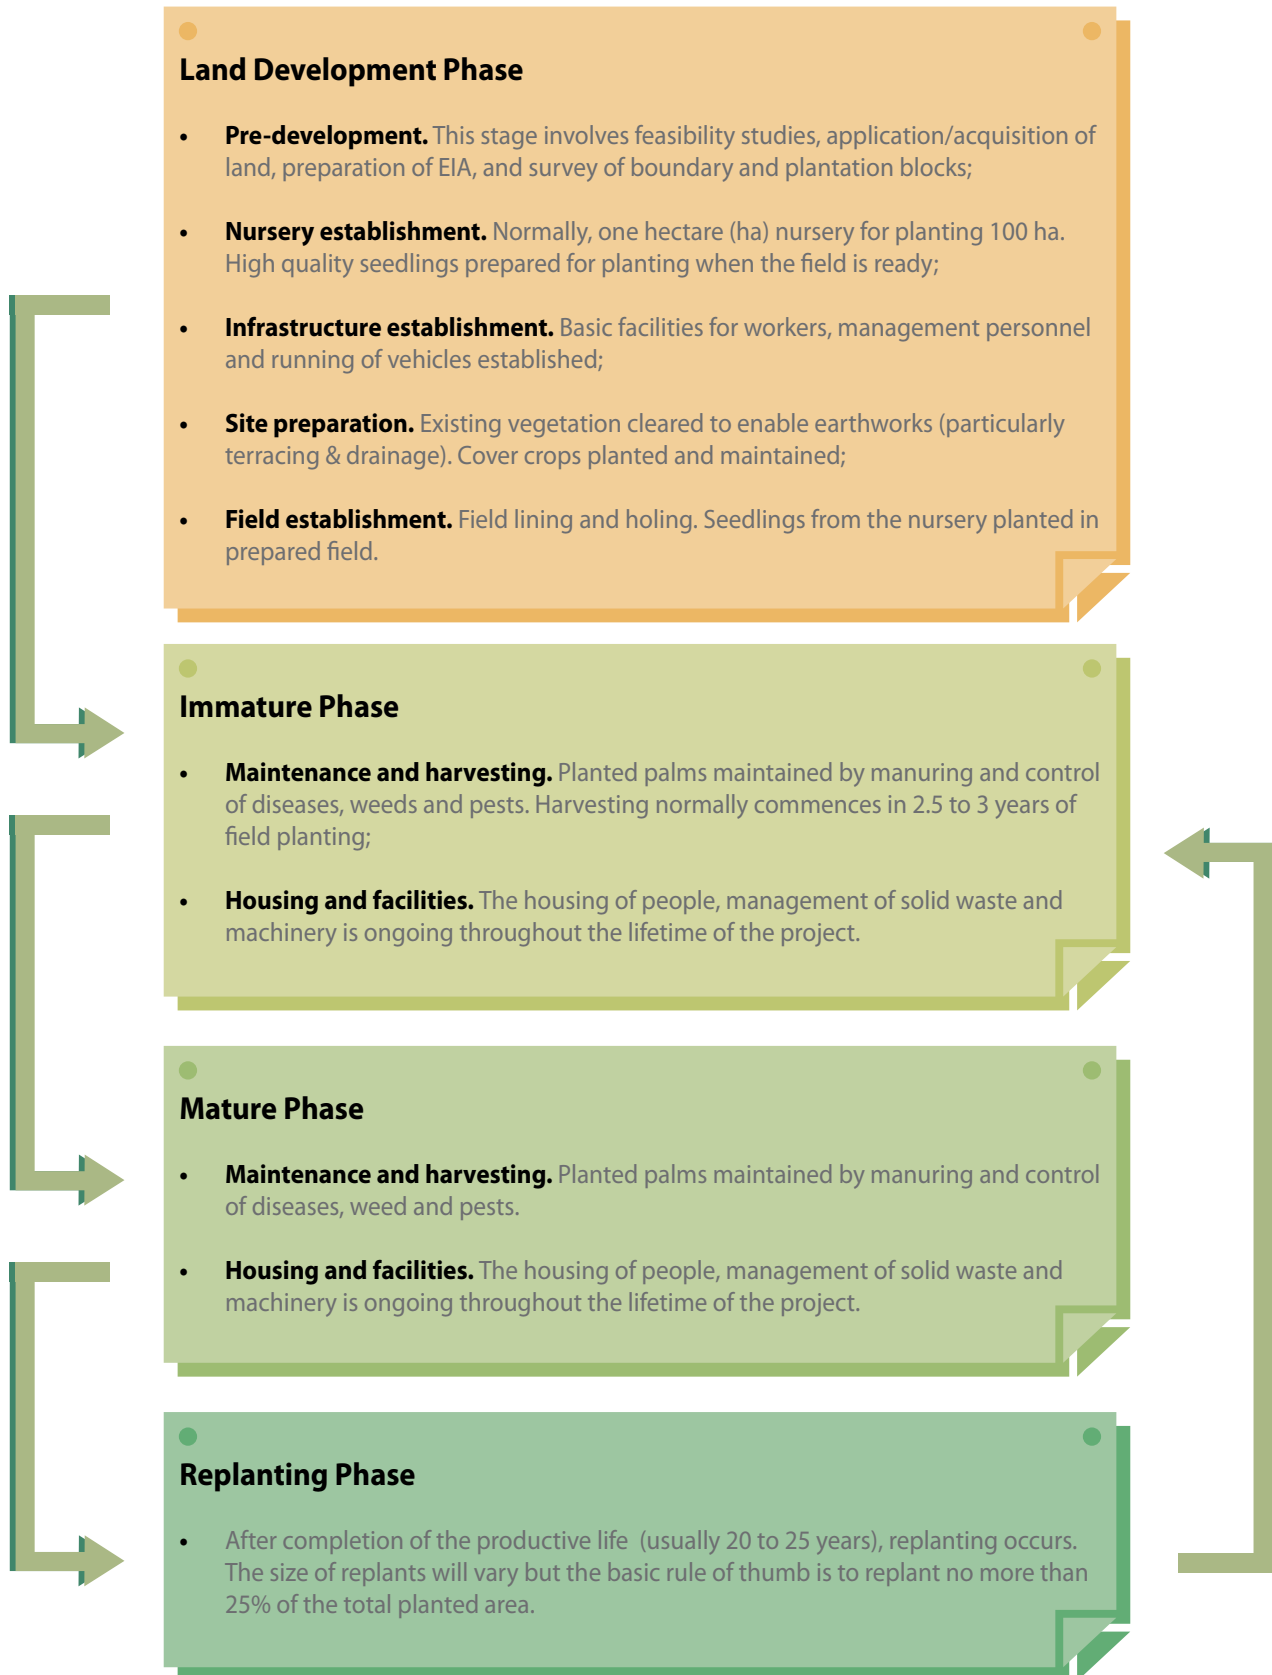 Land Development Phase
• Pre-development. This stage involves feasibility studies, application/acquisition of
land, preparation of EIA, and survey of boundary and plantation blocks;
• Nursery establishment. Normally, one hectare (ha) nursery for planting 100 ha.
High quality seedlings prepared for planting when the field is ready;
• Infrastructure establishment. Basic facilities for workers, management personnel
and running of vehicles established;
• Site preparation. Existing vegetation cleared to enable earthworks (particularly
terracing & drainage). Cover crops planted and maintained;
• Field establishment. Field lining and holing. Seedlings from the nursery planted in
prepared field.
Immature Phase
• Maintenance and harvesting. Planted palms maintained by manuring and control
of diseases, weeds and pests. Harvesting normally commences in 2.5 to 3 years of
field planting;
• Housing and facilities. The housing of people, management of solid waste and
machinery is ongoing throughout the lifetime of the project.
Mature Phase
• Maintenance and harvesting. Planted palms maintained by manuring and control
of diseases, weed and pests.
• Housing and facilities. The housing of people, management of solid waste and
machinery is ongoing throughout the lifetime of the project.
Replanting Phase
• After completion of the productive life (usually 20 to 25 years), replanting occurs.
The size of replants will vary but the basic rule of thumb is to replant no more than
25% of the total planted area.